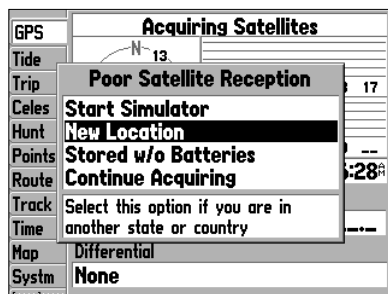 GPS
Tide
Trip
Celes
Hunt
Points
Route
Track
Time
Map
Systm
Acquiring Satellites
N 13
17
Poor Satellite Reception
Start Simulator
New Location
Stored w/o Batteries
Continue Acquiring
Select this option if you are in
another state or country
:28
Differential
None